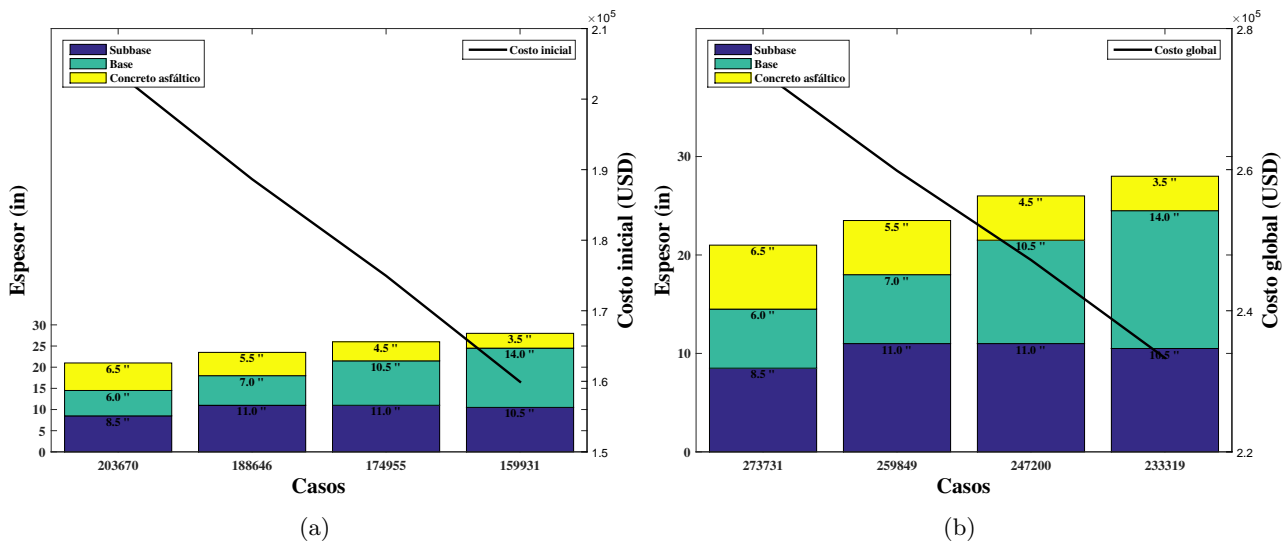 ×10⁵
2.1
Subbase
Base
Concreto asfáltico
Costo inicial
2
1.9
1.8
1.7
1.6
1.5
Costo inicial (USD)
Espesor (in)
30
25
20
15
10
5
0
6.5 "
6.0 "
8.5 "
5.5 "
7.0 "
11.0 "
4.5 "
10.5 "
11.0 "
3.5 "
14.0 "
10.5 "
203670 188646 174955 159931
Casos
(a)
×10⁵
2.8
Subbase
Base
Concreto asfáltico
Costo global
2.6
2.4
2.2
Costo global (USD)
Espesor (in)
30
20
10
0
6.5 "
6.0 "
8.5 "
5.5 "
7.0 "
11.0 "
4.5 "
10.5 "
11.0 "
3.5 "
14.0 "
10.5 "
273731 259849 247200 233319
Casos
(b)